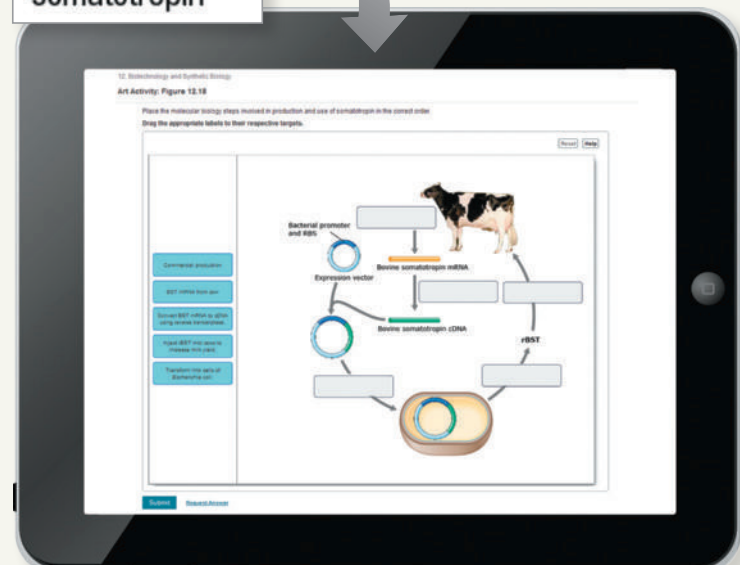 somatotropin
12. Biotechnology and Synthetic Biology
Art Activity: Figure 12.18
Place the molecular biology steps involved in production and use of somatotropin in the correct order.
Drag the appropriate labels to their respective targets.
Reset Help
Commercial production
BST mRNA from cow
Convert BST mRNA to cDNA
using reverse transcriptase.
Inject rBST into cow to
increase milk yield.
Transform into cells of
Escherichia coli.
Bacterial promoter
and RBS
Expression vector
Bovine somatotropin mRNA
Bovine somatotropin cDNA
rBST
Submit
Request Answer